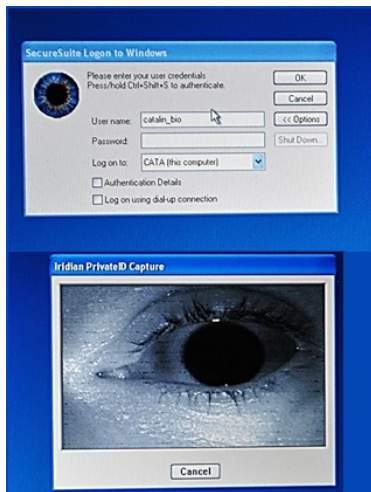 SecureSuite Logon to Windows
Please enter your user credentials
Press/hold Ctrl+Shift+S to authenticate.
OK
Cancel
User name: catalin_bio << Options
Password: Shut Down...
Log on to: CATA (this computer)
Authentication Details
Log on using dial-up connection
Iridian PrivateID Capture
Cancel